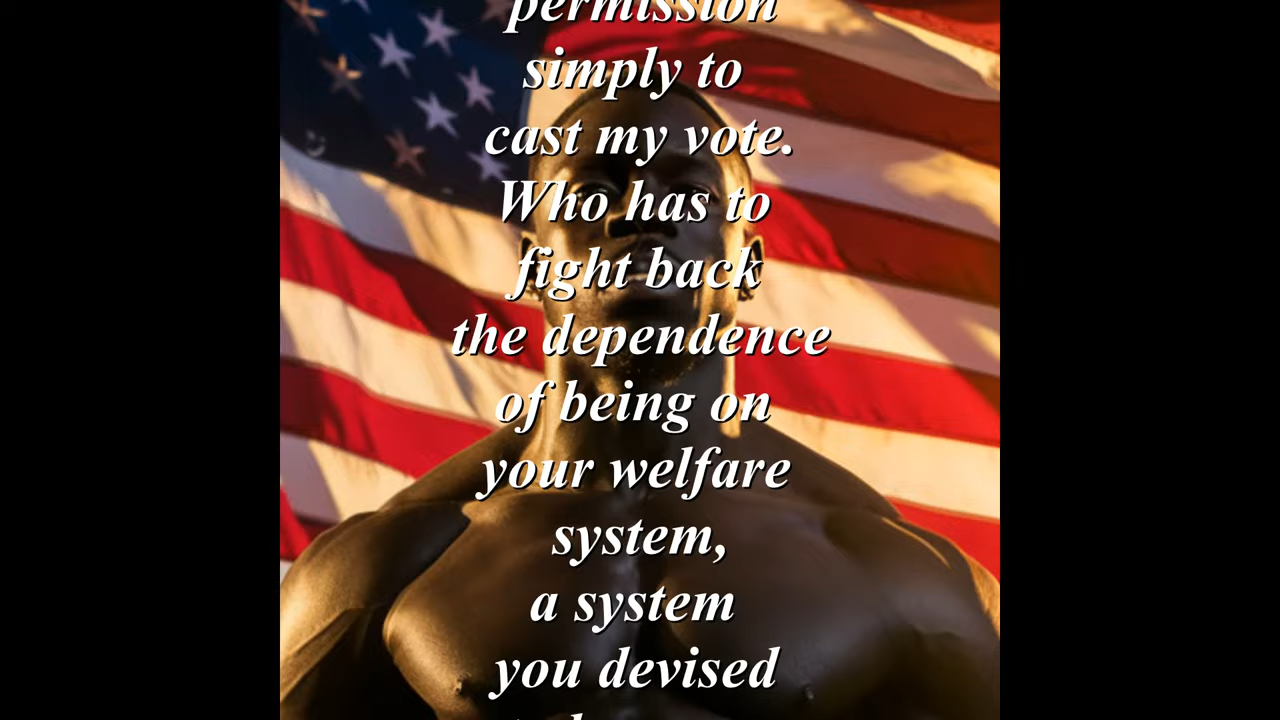 permission
simply to
cast my vote.
Who has to
fight back
the dependence
of being on
your welfare
system,
a system
you devised